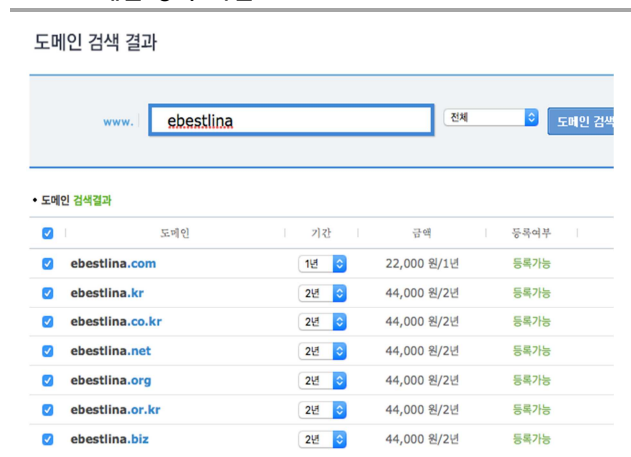 도메인 검색 결과
www. ebestlina 전체 도메인 검색
• 도메인 검색결과
도메인 기간 금액 등록여부
ebestlina.com 1년 22,000 원/1년 등록가능
ebestlina.kr 2년 44,000 원/2년 등록가능
ebestlina.co.kr 2년 44,000 원/2년 등록가능
ebestlina.net 2년 44,000 원/2년 등록가능
ebestlina.org 2년 44,000 원/2년 등록가능
ebestlina.or.kr 2년 44,000 원/2년 등록가능
ebestlina.biz 2년 44,000 원/2년 등록가능